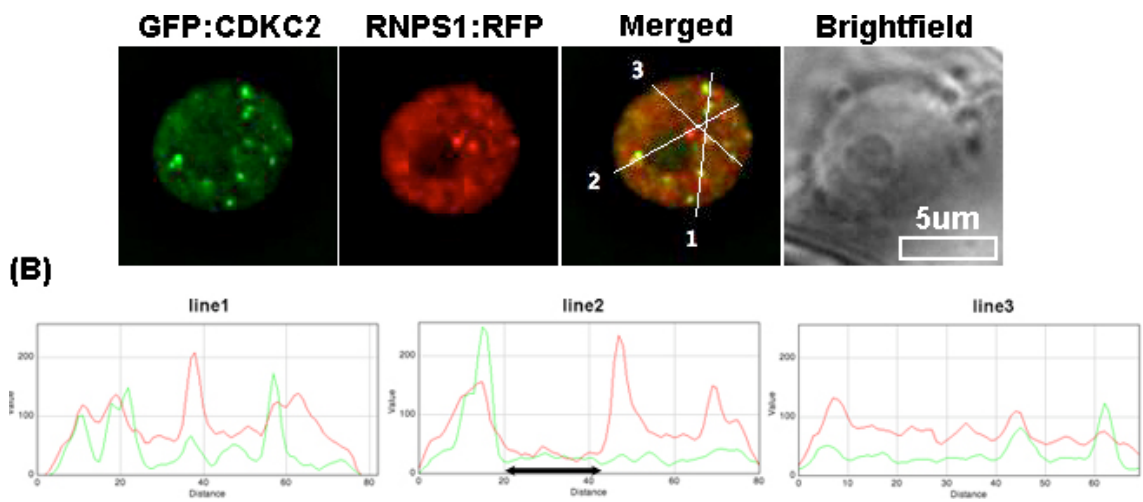 GFP:CDKC2 RNPS1:RFP Merged Brightfield
3
2
1
5um
(B)
line1 line2 line3
200 200 200
100 100 100
0 0 0
Value Value Value
0 20 40 60 80 0 20 40 60 80 0 10 20 30 40 50 60
Distance Distance Distance